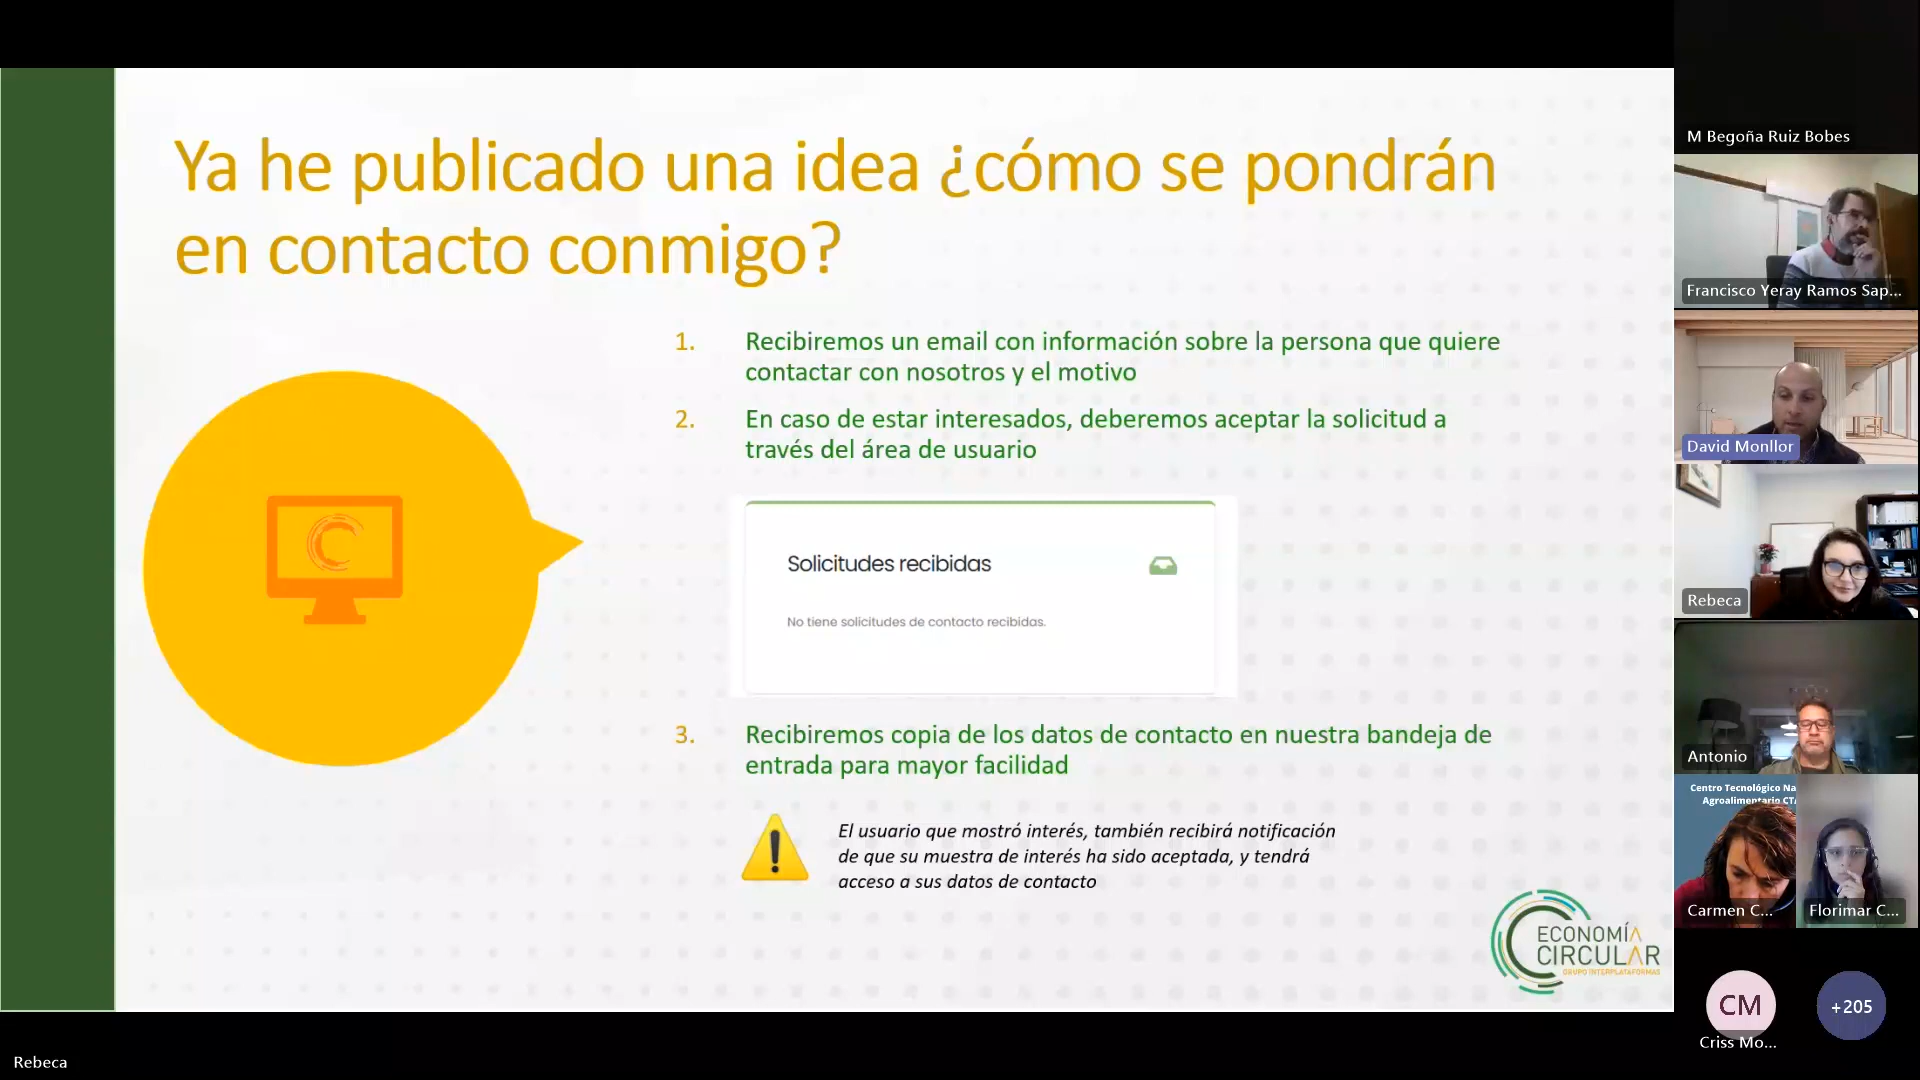 Ya he publicado una idea ¿cómo se pondrán
en contacto conmigo?
1. Recibiremos un email con información sobre la persona que quiere
contactar con nosotros y el motivo
2. En caso de estar interesados, deberemos aceptar la solicitud a
través del área de usuario
Solicitudes recibidas
No tiene solicitudes de contacto recibidas.
3. Recibiremos copia de los datos de contacto en nuestra bandeja de
entrada para mayor facilidad
El usuario que mostró interés, también recibirá notificación
de que su muestra de interés ha sido aceptada, y tendrá
acceso a sus datos de contacto
ECONOMÍA
CIRCULAR
GRUPO INTERPLATAFORMAS
Rebeca
M Begoña Ruiz Bobes
Francisco Yeray Ramos Sap...
David Monllor
Rebeca
Antonio
Centro Tecnológico Na
Agroalimentario CTA
Carmen C...
Florimar C...
CM
Criss Mo...
+205